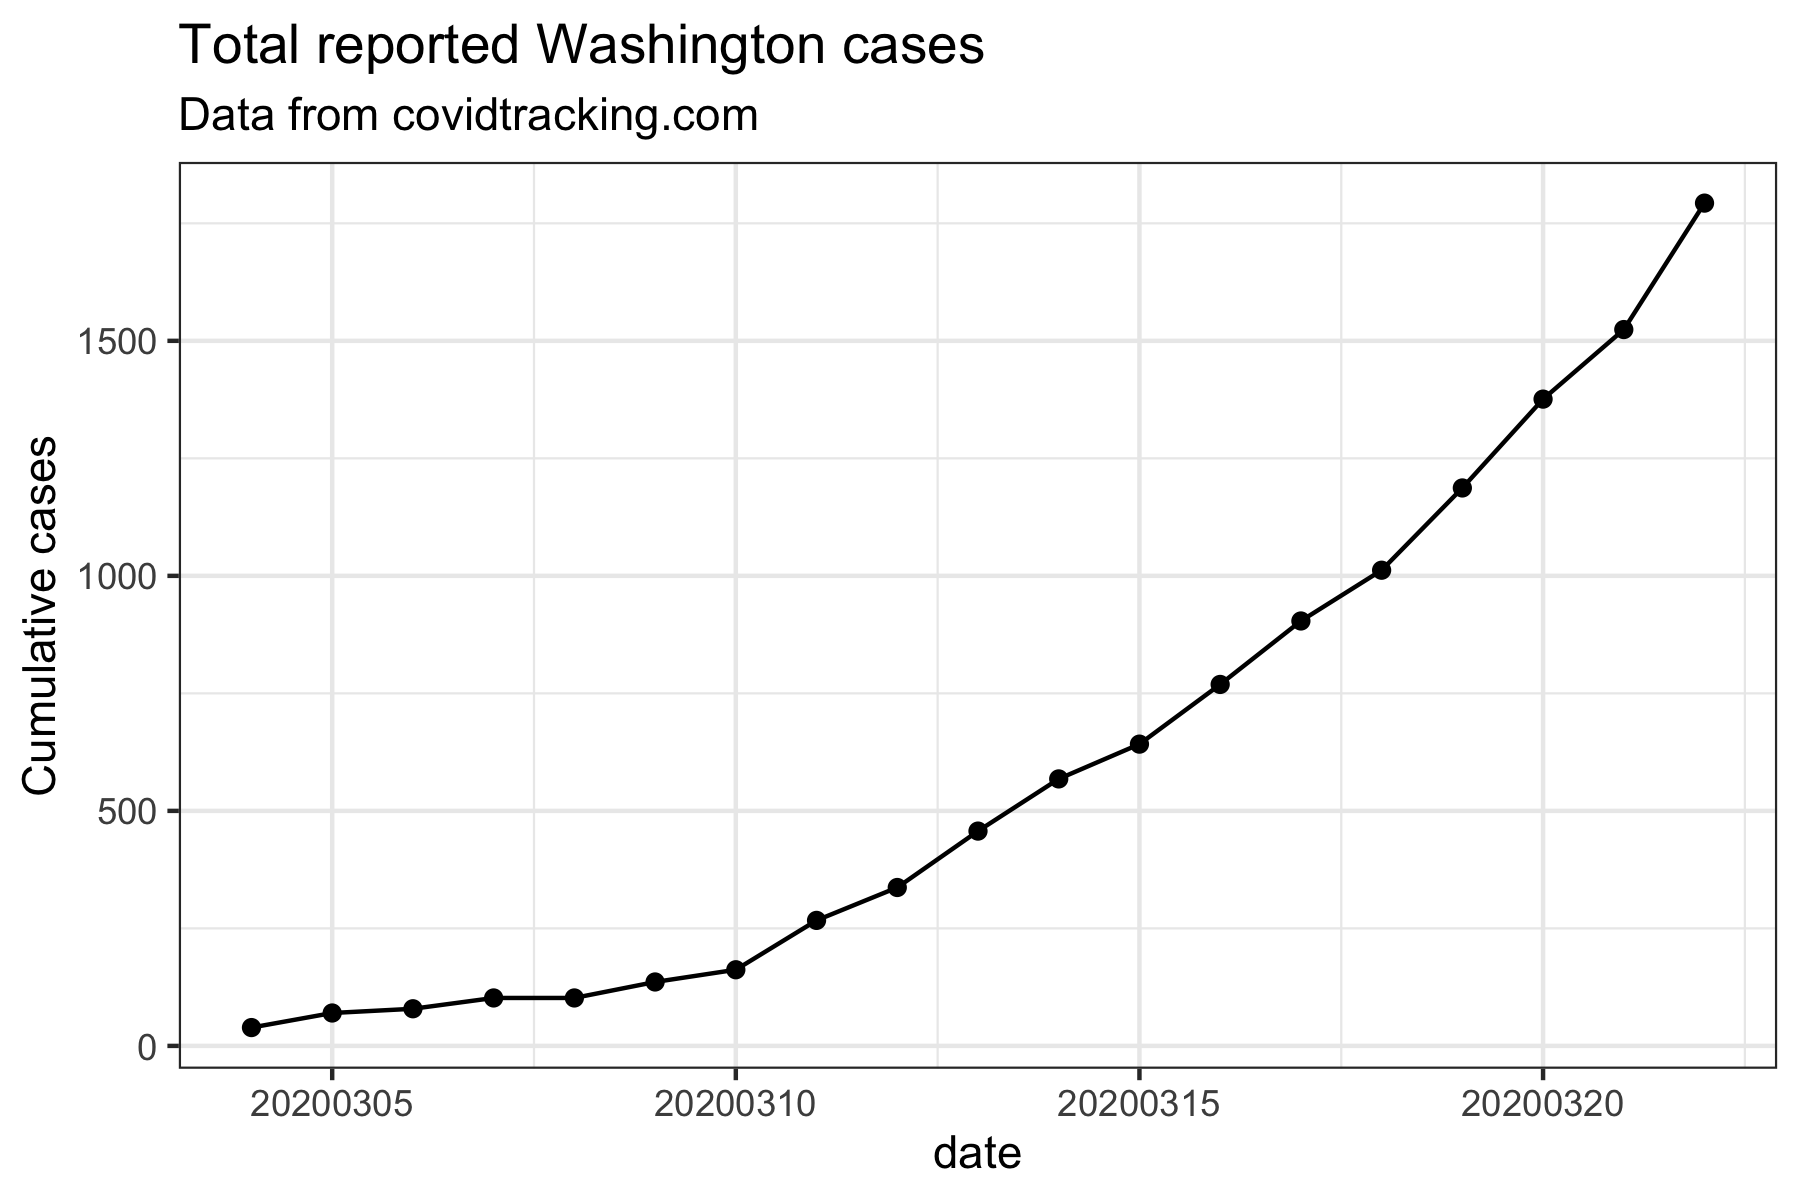 Total reported Washington cases
Data from covidtracking.com
Cumulative cases
1500
1000
500
0
20200305 20200310 20200315 20200320
date